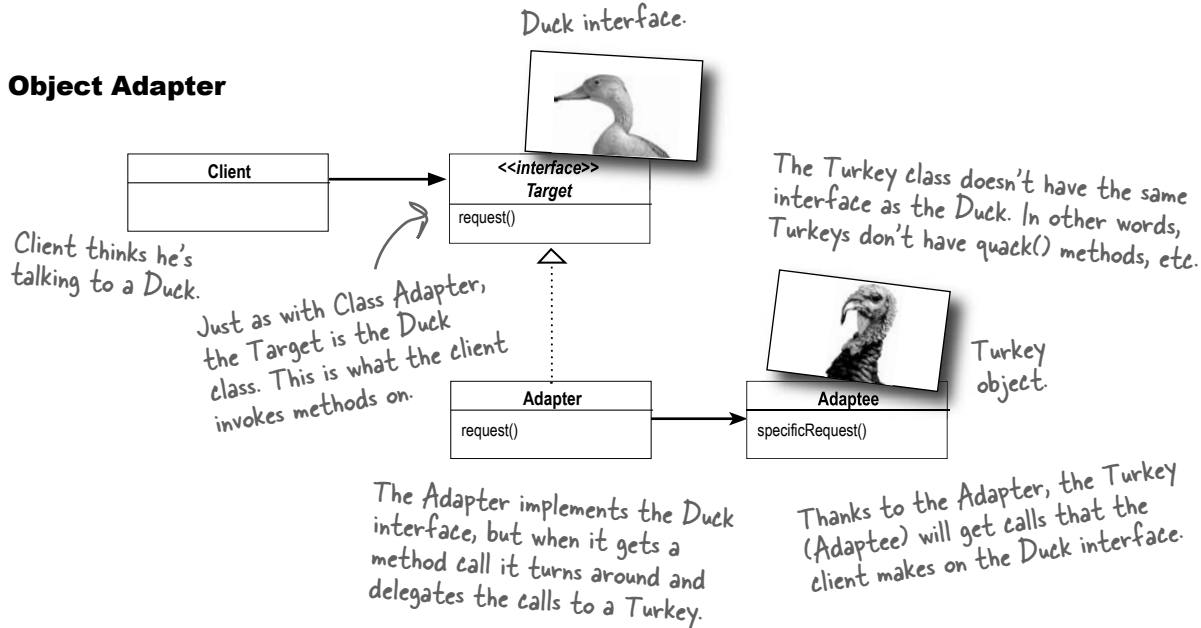 Duck interface.
Object Adapter
Client
<<interface>>
Target
request()
The Turkey class doesn't have the same
interface as the Duck. In other words,
Turkeys don't have quack() methods, etc.
Client thinks he's
talking to a Duck.
Just as with Class Adapter,
the Target is the Duck
class. This is what the client
invokes methods on.
Turkey
object.
Adapter
request()
Adaptee
specificRequest()
The Adapter implements the Duck
interface, but when it gets a
method call it turns around and
delegates the calls to a Turkey.
Thanks to the Adapter, the Turkey
(Adaptee) will get calls that the
client makes on the Duck interface.